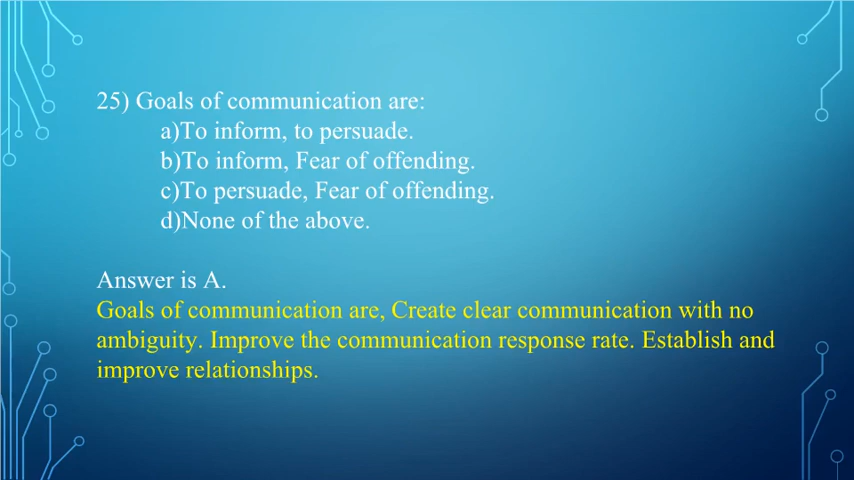 25) Goals of communication are:
a)To inform, to persuade.
b)To inform, Fear of offending.
c)To persuade, Fear of offending.
d)None of the above.
Answer is A.
Goals of communication are, Create clear communication with no
ambiguity. Improve the communication response rate. Establish and
improve relationships.